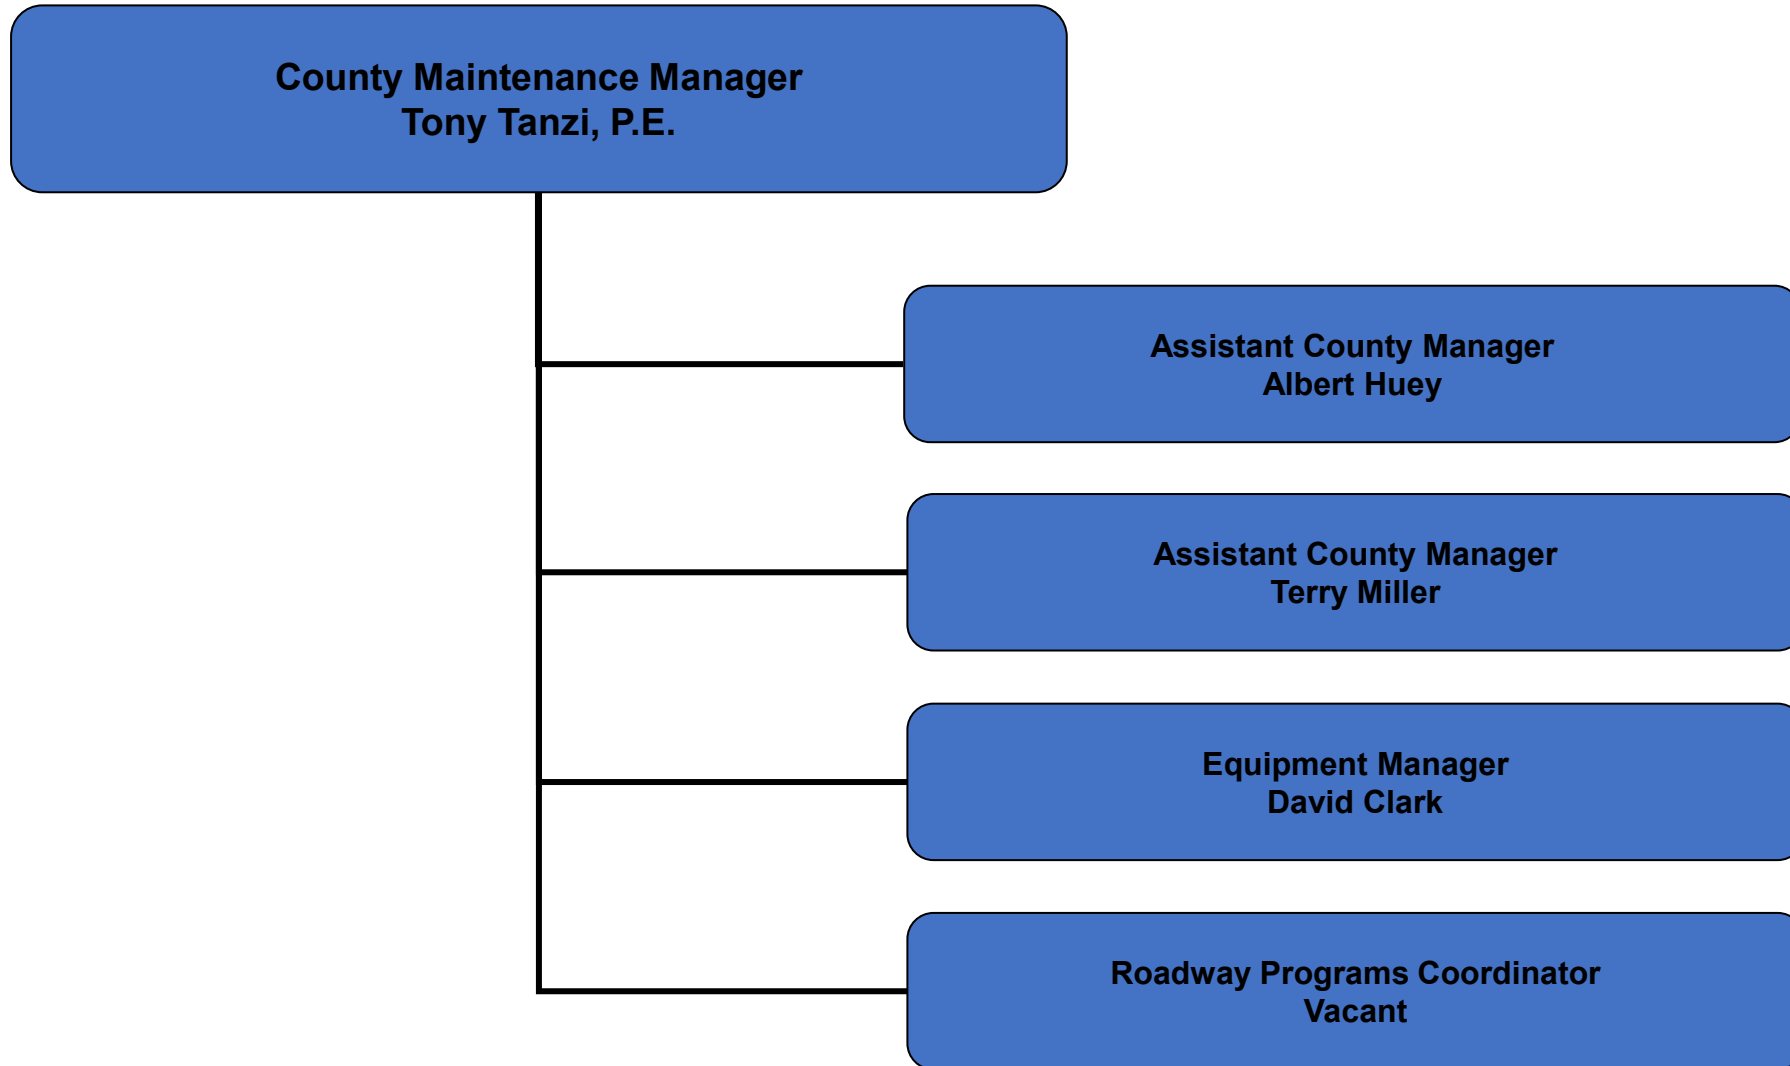 County Maintenance Manager
Tony Tanzi, P.E.
Assistant County Manager
Albert Huey
Assistant County Manager
Terry Miller
Equipment Manager
David Clark
Roadway Programs Coordinator
Vacant